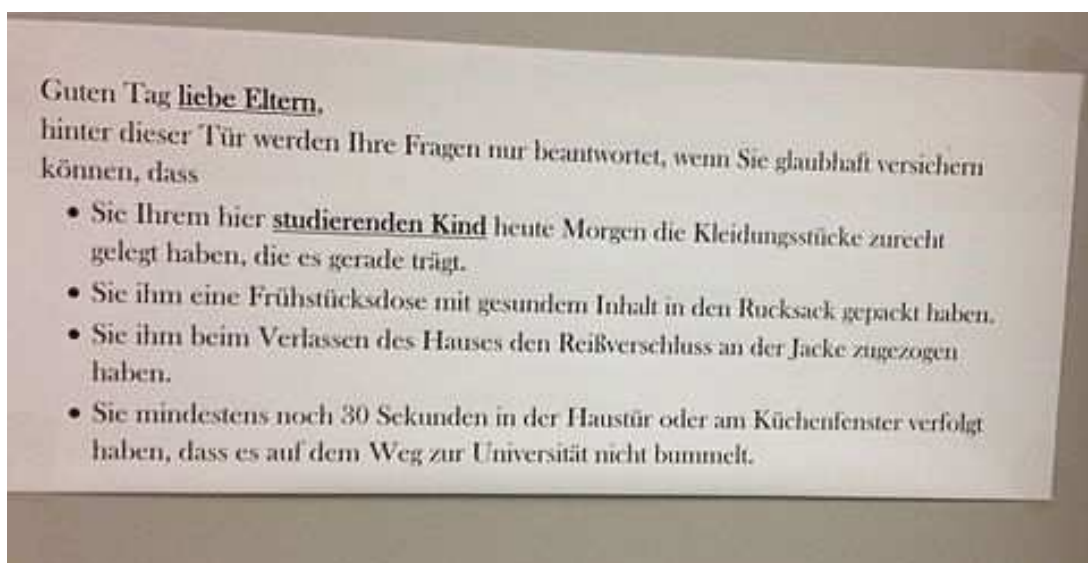 Guten Tag liebe Eltern,
hinter dieser Tür werden Ihre Fragen nur beantwortet, wenn Sie glaubhaft versichern
können, dass
• Sie Ihrem hier studierenden Kind heute Morgen die Kleidungsstücke zurecht
gelegt haben, die es gerade trägt.
• Sie ihm eine Frühstücksdose mit gesundem Inhalt in den Rucksack gepackt haben.
• Sie ihm beim Verlassen des Hauses den Reißverschluss an der Jacke zugezogen
haben.
• Sie mindestens noch 30 Sekunden in der Haustür oder am Küchenfenster verfolgt
haben, dass es auf dem Weg zur Universität nicht bummelt.